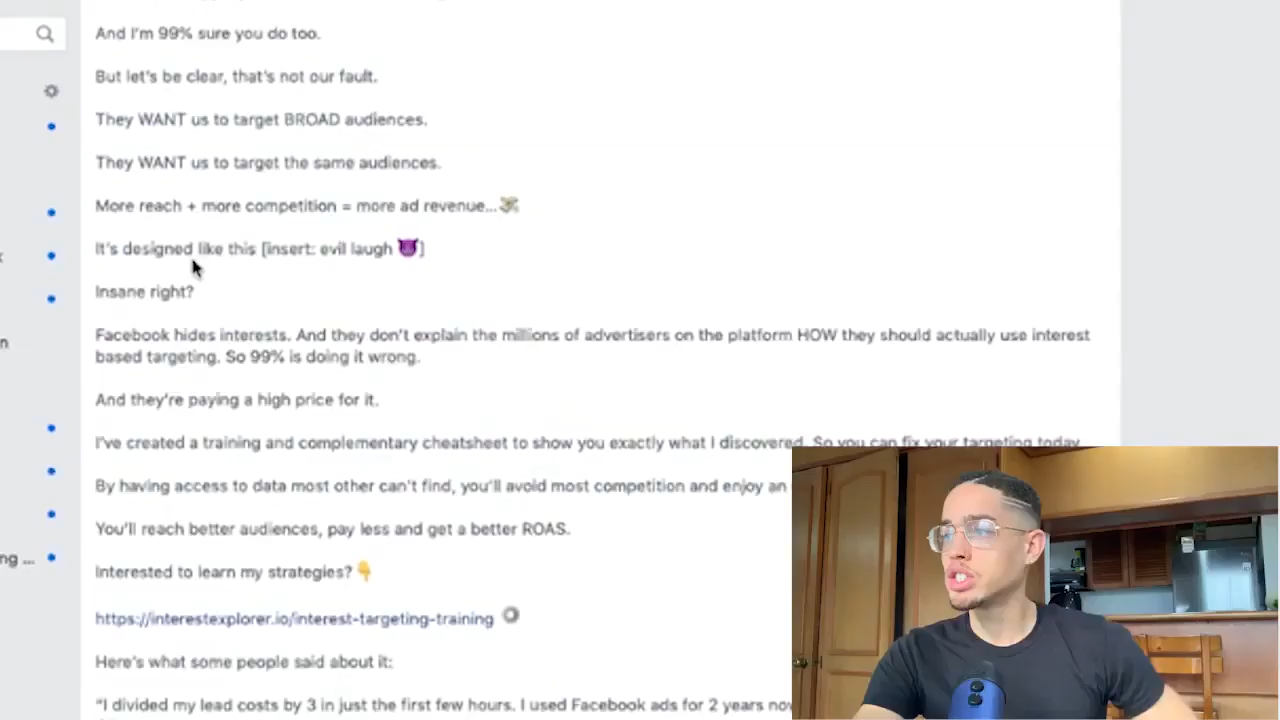 And I'm 99% sure you do too.
But let's be clear, that's not our fault.
They WANT us to target BROAD audiences.
They WANT us to target the same audiences.
More reach + more competition = more ad revenue...💸
It's designed like this [insert: evil laugh 😈]
Insane right?
Facebook hides interests. And they don't explain the millions of advertisers on the platform HOW they should actually use interest
based targeting. So 99% is doing it wrong.
And they're paying a high price for it.
I've created a training and complementary cheatsheet to show you exactly what I discovered. So you can fix your targeting today.
By having access to data most other can't find, you'll avoid most competition and enjoy an
You'll reach better audiences, pay less and get a better ROAS.
ng ...
Interested to learn my strategies? 👇
https://interestexplorer.io/interest-targeting-training
Here's what some people said about it:
"I divided my lead costs by 3 in just the first few hours. I used Facebook ads for 2 years now